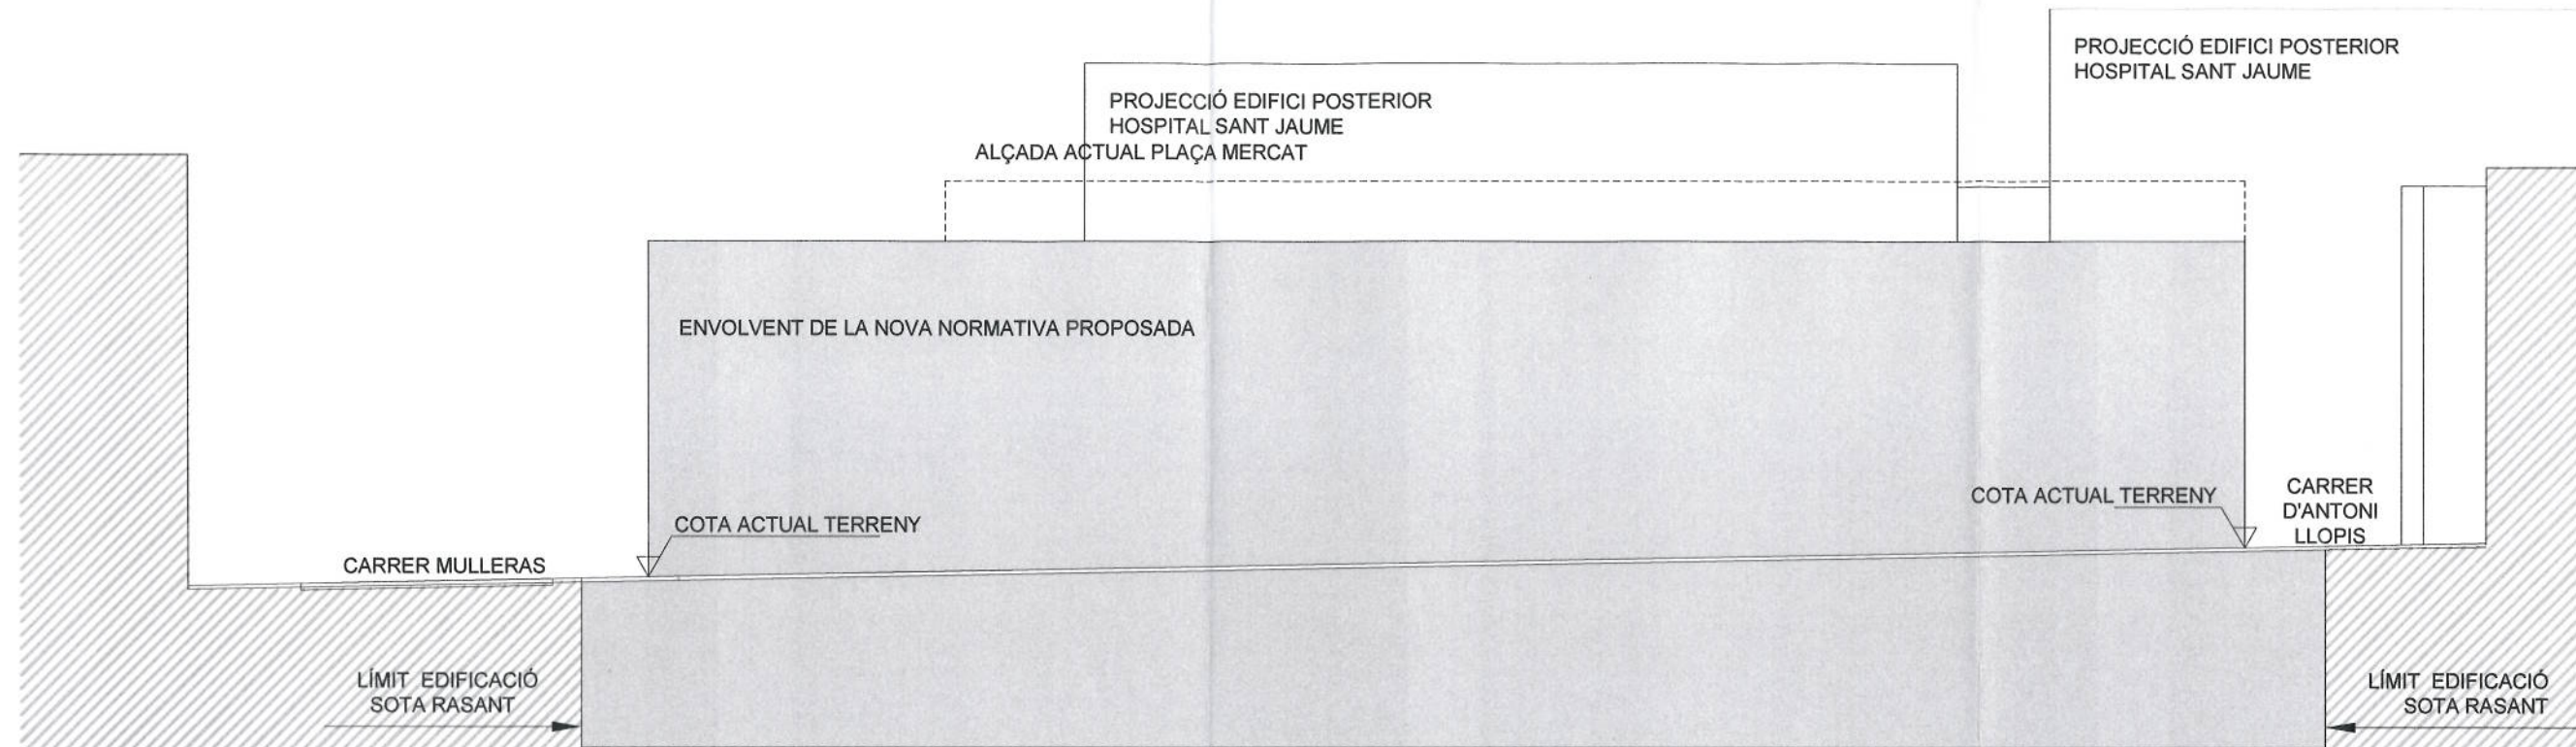 PROJECCIÓ EDIFICI POSTERIOR
HOSPITAL SANT JAUME
PROJECCIÓ EDIFICI POSTERIOR
HOSPITAL SANT JAUME
ALÇADA ACTUAL PLAÇA MERCAT
ENVOLVENT DE LA NOVA NORMATIVA PROPOSADA
COTA ACTUAL TERRENY
COTA ACTUAL TERRENY
CARRER
D'ANTONI
LLOPIS
CARRER MULLERAS
LÍMIT EDIFICACIÓ
SOTA RASANT
LÍMIT EDIFICACIÓ
SOTA RASANT